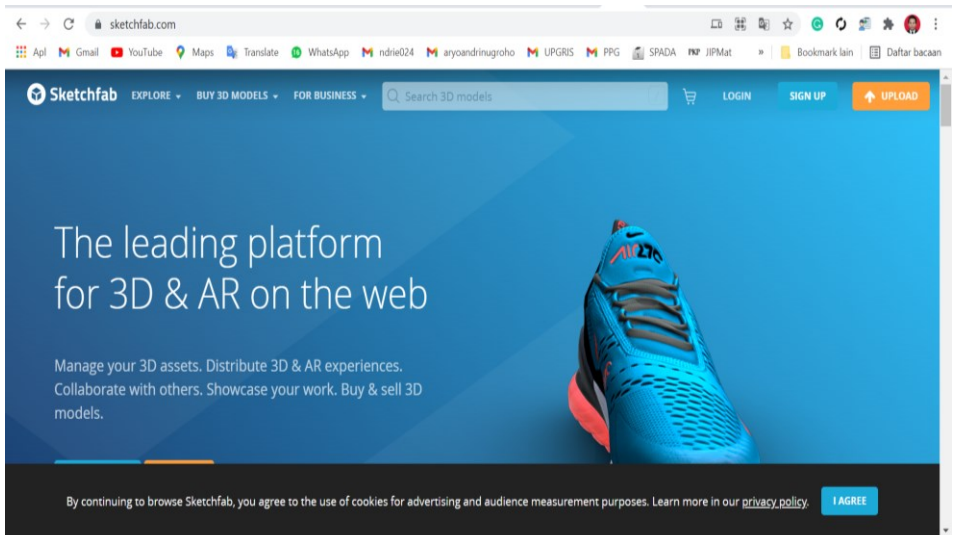 sketchfab.com
Apl Gmail YouTube Maps Translate WhatsApp ndrie024 aryoandrinugroho UPGRIS PPG SPADA PKP JIPMat » Bookmark lain Daftar bacaan
Sketchfab EXPLORE BUY 3D MODELS FOR BUSINESS Search 3D models LOGIN SIGN UP UPLOAD
The leading platform
for 3D & AR on the web
AIR270
Manage your 3D assets. Distribute 3D & AR experiences.
Collaborate with others. Showcase your work. Buy & sell 3D
models.
By continuing to browse Sketchfab, you agree to the use of cookies for advertising and audience measurement purposes. Learn more in our privacy policy. I AGREE